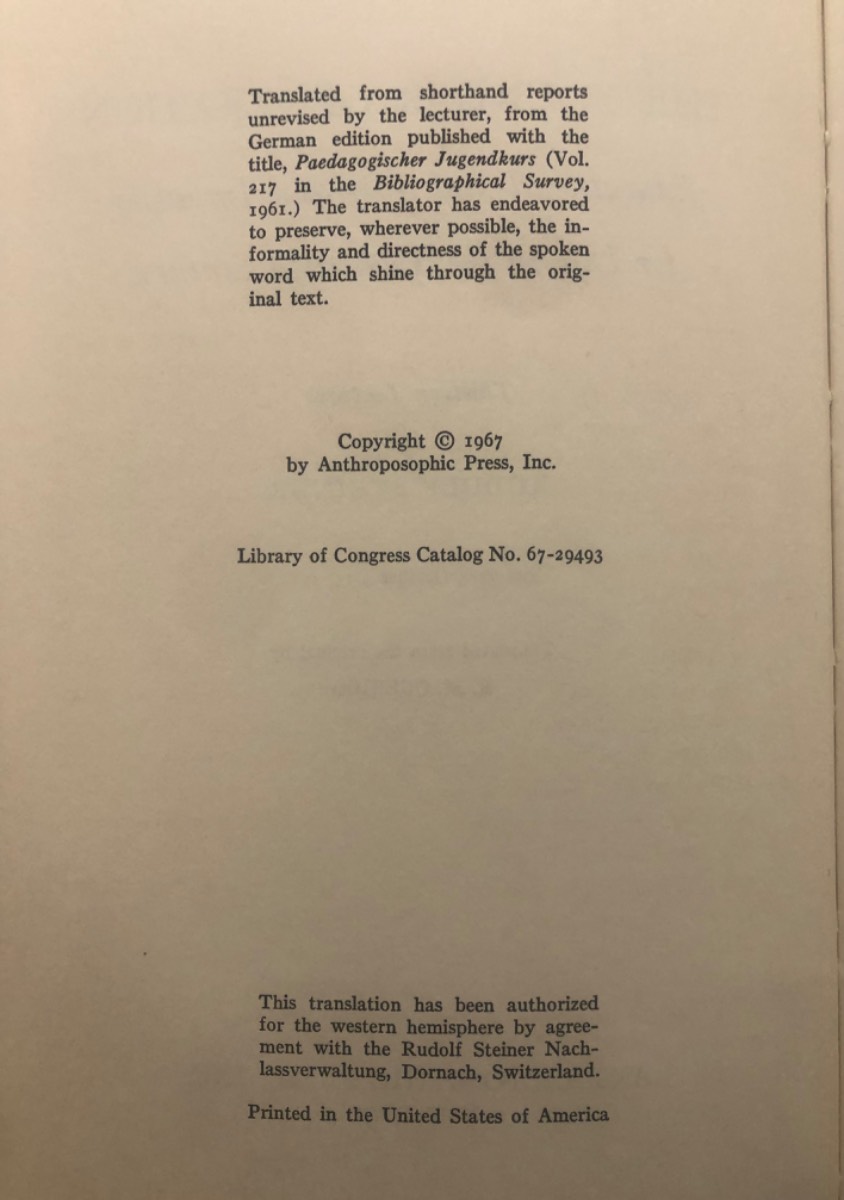 Translated from shorthand reports
unrevised by the lecturer, from the
German edition published with the
title, Paedagogischer Jugendkurs (Vol.
217 in the Bibliographical Survey,
1961.) The translator has endeavored
to preserve, wherever possible, the in-
formality and directness of the spoken
word which shine through the orig-
inal text.
Copyright © 1967
by Anthroposophic Press, Inc.
Library of Congress Catalog No. 67-29493
This translation has been authorized
for the western hemisphere by agree-
ment with the Rudolf Steiner Nach-
lassverwaltung, Dornach, Switzerland.
Printed in the United States of America